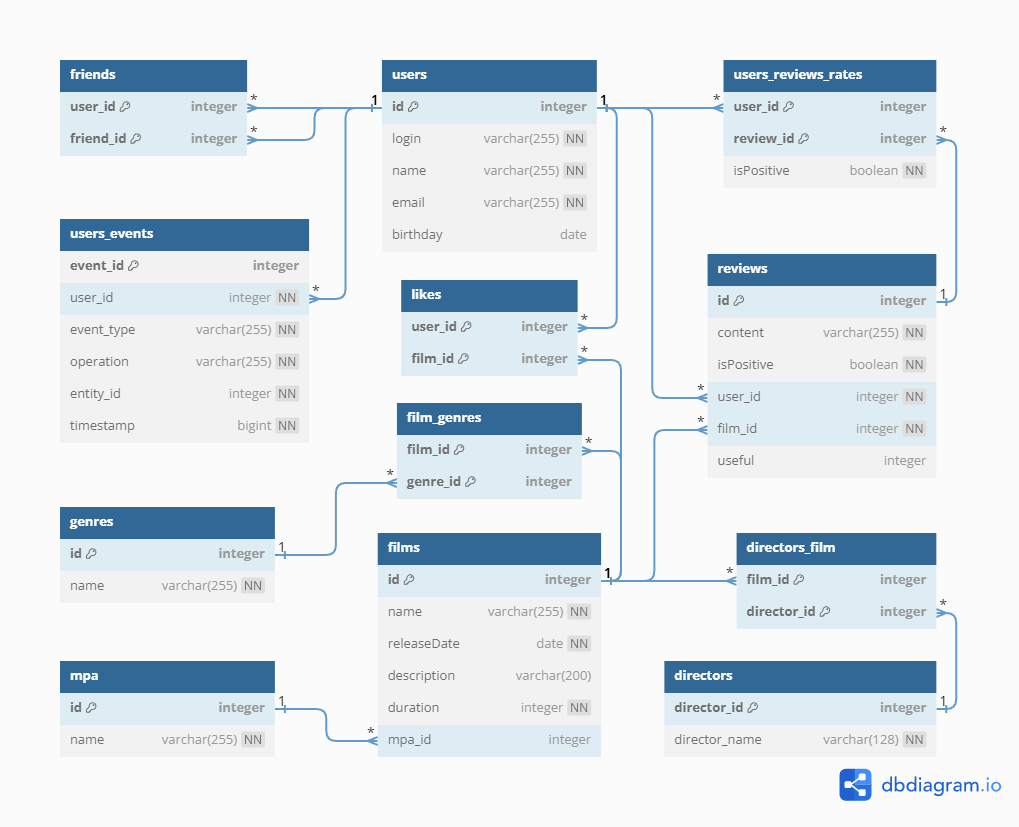 friends
user_id integer
friend_id integer
users
id integer
login varchar(255) NN
name varchar(255) NN
email varchar(255) NN
birthday date
users_reviews_rates
user_id integer
review_id integer
isPositive boolean NN
users_events
event_id integer
user_id integer NN
event_type varchar(255) NN
operation varchar(255) NN
entity_id integer NN
timestamp bigint NN
likes
user_id integer
film_id integer
reviews
id integer
content varchar(255) NN
isPositive boolean NN
user_id integer NN
film_id integer NN
useful integer
film_genres
film_id integer
genre_id integer
genres
id integer
name varchar(255) NN
films
id integer
name varchar(255) NN
releaseDate date NN
description varchar(200)
duration integer NN
mpa_id integer
directors_film
film_id integer
director_id integer
mpa
id integer
name varchar(255) NN
directors
director_id integer
director_name varchar(128) NN
* * 1 1 * * * 1 * * * * * * 1 1 * * 1 * 1
dbdiagram.io